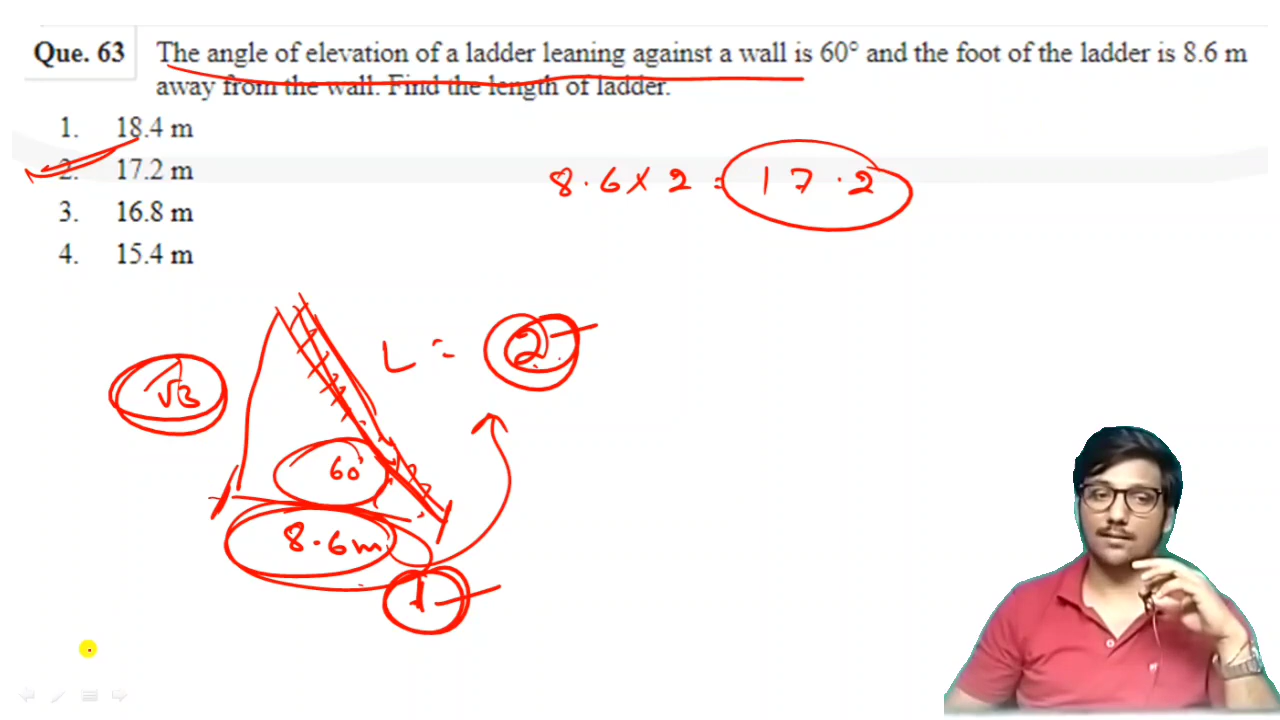 Que. 63 The angle of elevation of a ladder leaning against a wall is 60° and the foot of the ladder is 8.6 m
away from the wall. Find the length of ladder.
1. 18.4 m
2. 17.2 m
3. 16.8 m
4. 15.4 m
8.6 × 2 = 17.2
L = 2
√3
60°
8.6m
1